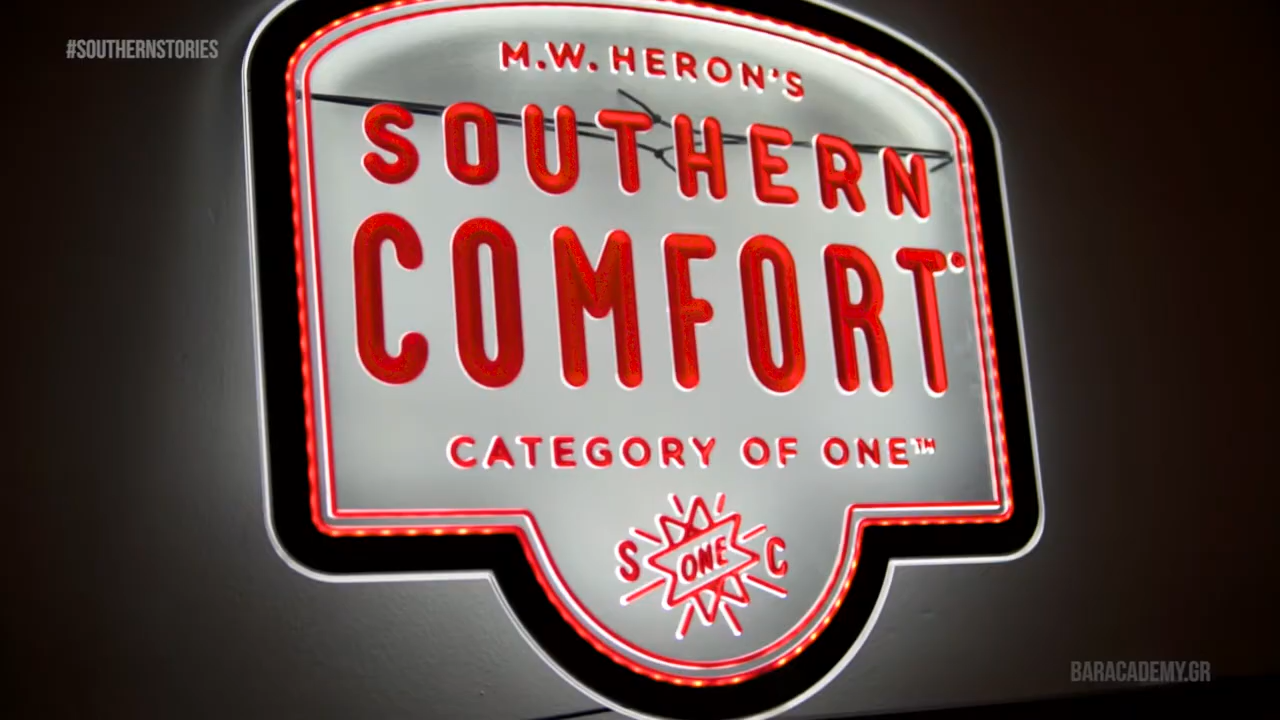 #SOUTHERNSTORIES
M.W. HERON'S
SOUTHERN
COMFORT®
CATEGORY OF ONE™
S ONE C
BARACADEMY.GR